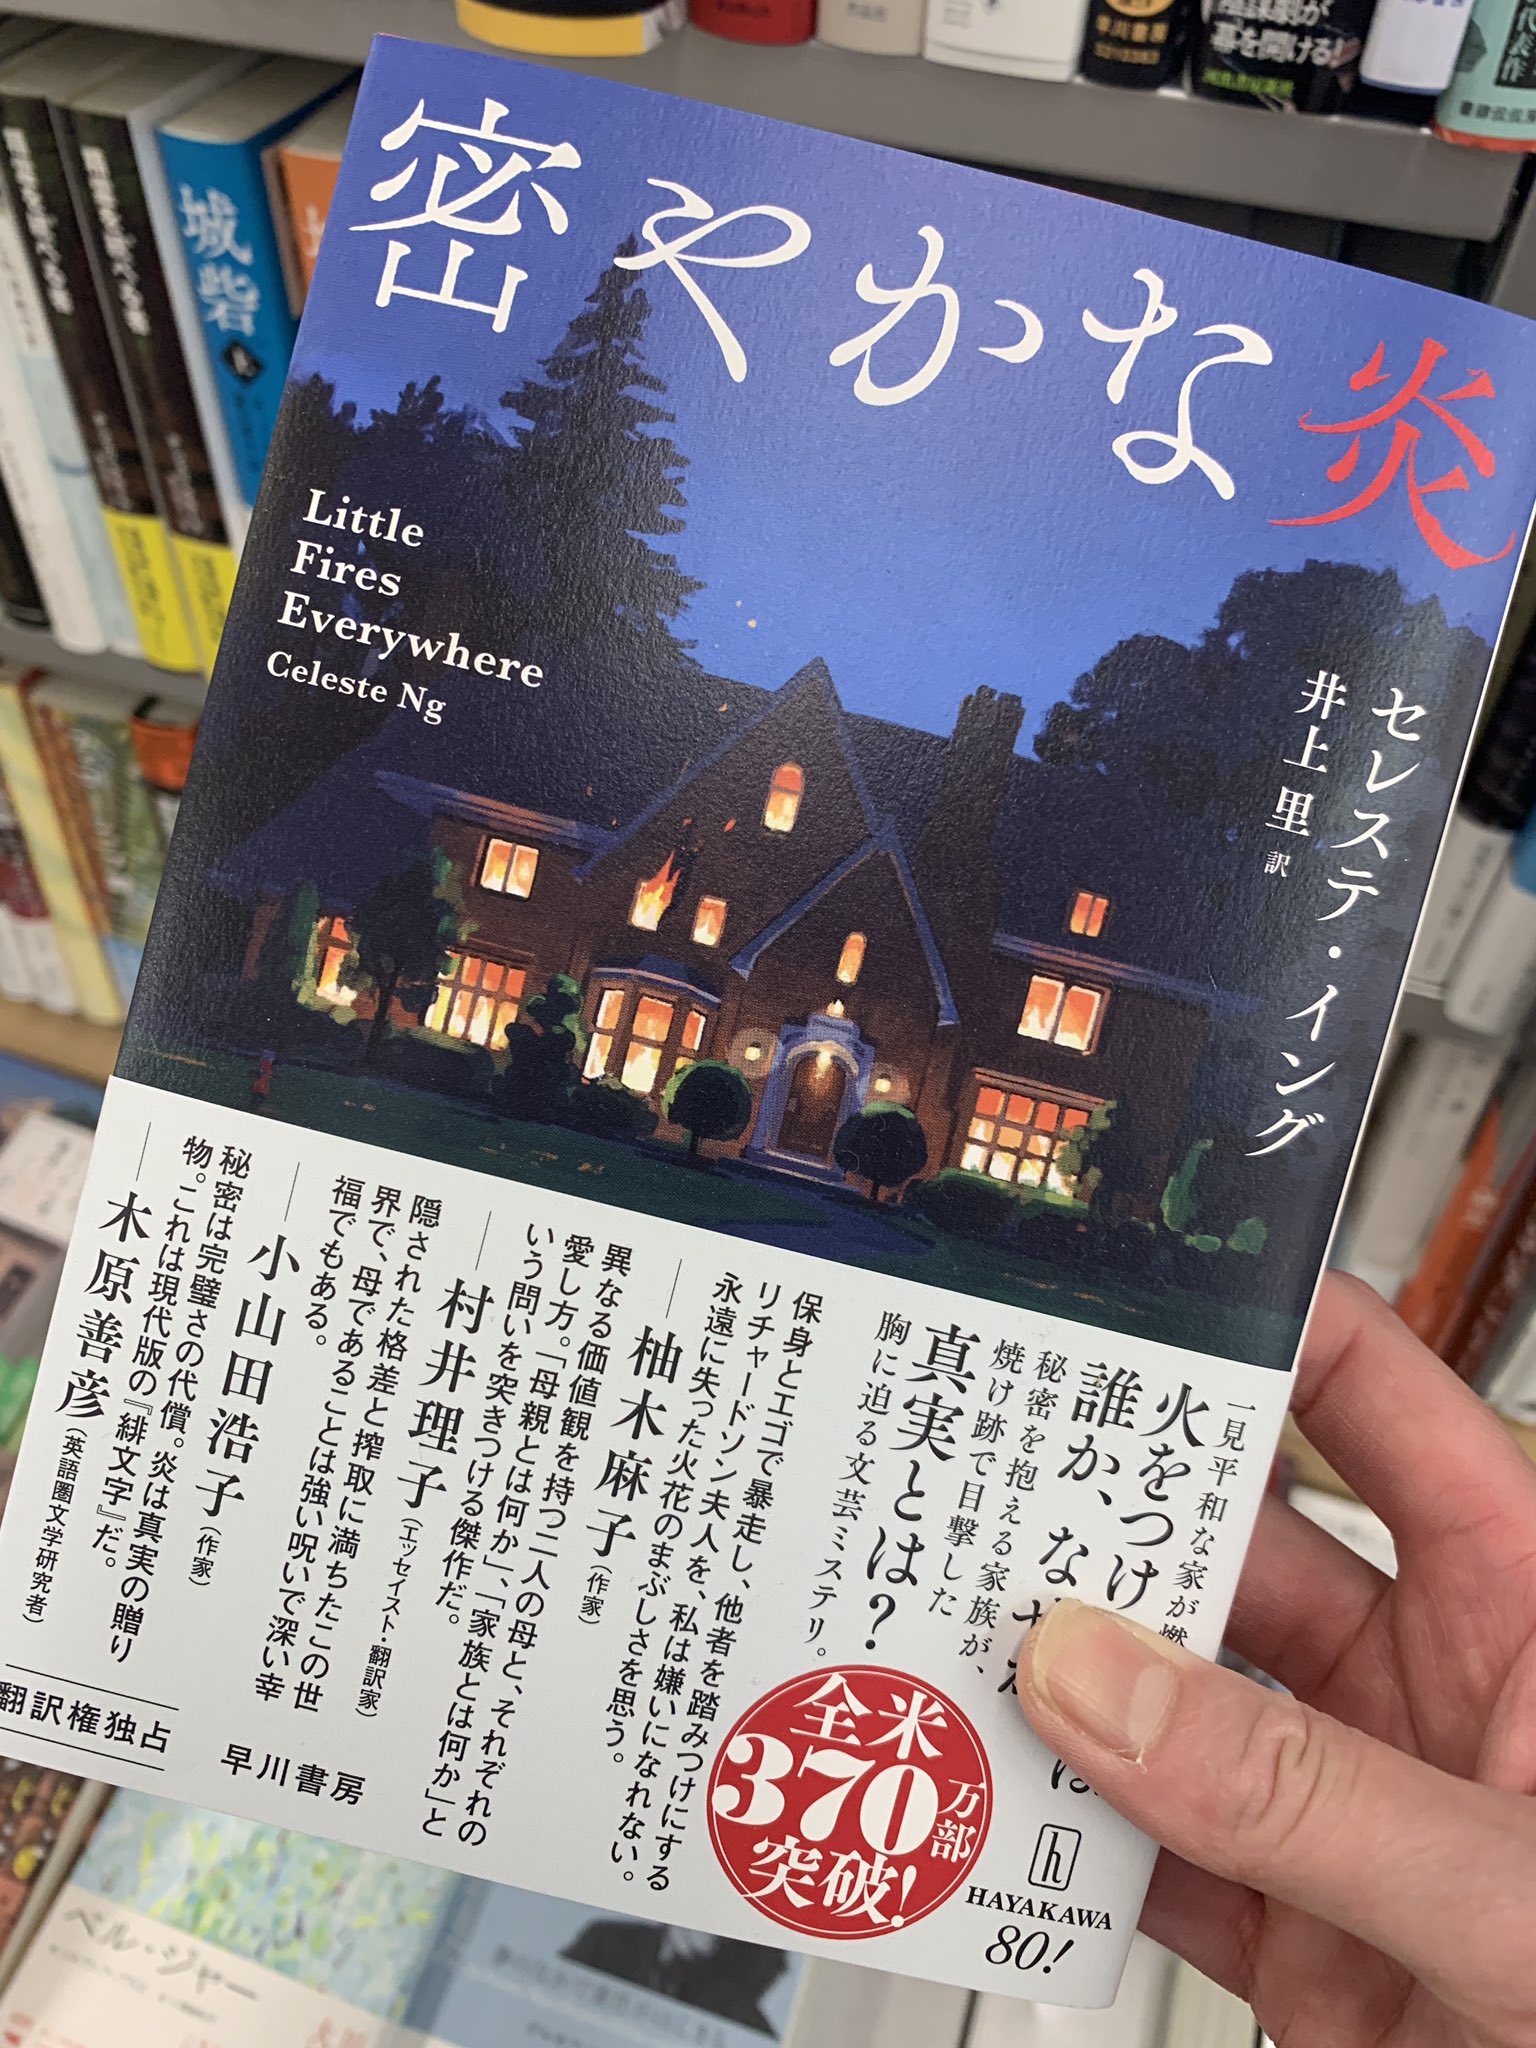 密やかな炎
Little
Fires
Everywhere
Celeste Ng
セレステ・イング
井上里 訳
一見平和な家が燃
火をつけ
誰か、なぜ
秘密を抱える家族が、
焼け跡で目撃した
真実とは?
胸に迫る文芸ミステリ。
保身とエゴで暴走し、他者を踏みつけにする
リチャードソン夫人を、私は嫌いになれない。
永遠に失った火花のまぶしさを思う。
――柚木麻子(作家)
異なる価値観を持つ二人の母と、それぞれの
愛し方。「母親とは何か」、「家族とは何か」と
いう問いを突きつける傑作だ。
――村井理子(エッセイスト・翻訳家)
隠された格差と搾取に満ちたこの世
界で、母であることは強い呪いで深い幸
福でもある。
――小山田浩子(作家)
秘密は完璧さの代償。炎は真実の贈り
物。これは現代版の『緋文字』だ。
――木原善彦(英語圏文学研究者)
全米
370万部
突破!
HAYAKAWA
80!
翻訳権独占
早川書房
城砦
上
早川書房
幕を開ける!
代表作
ベル・ジャー